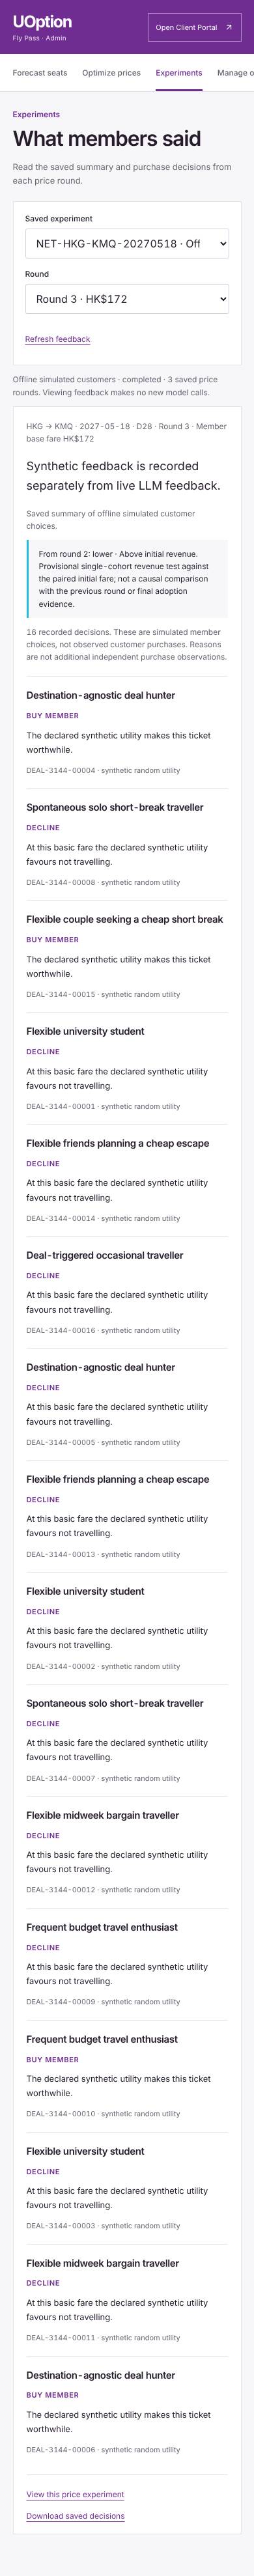 UOption
Fly Pass · Admin
Open Client Portal ↗
Forecast seats
Optimize prices
Experiments
Manage o
Experiments
What members said
Read the saved summary and purchase decisions from
each price round.
Saved experiment
NET-HKG-KMQ-20270518 · Off
Round
Round 3 · HK$172
Refresh feedback
Offline simulated customers · completed · 3 saved price
rounds. Viewing feedback makes no new model calls.
HKG → KMQ · 2027-05-18 · D28 · Round 3 · Member
base fare HK$172
Synthetic feedback is recorded
separately from live LLM feedback.
Saved summary of offline simulated customer
choices.
From round 2: lower · Above initial revenue.
Provisional single-cohort revenue test against
the paired initial fare; not a causal comparison
with the previous round or final adoption
evidence.
16 recorded decisions. These are simulated member
choices, not observed customer purchases. Reasons
are not additional independent purchase observations.
Destination-agnostic deal hunter
BUY MEMBER
The declared synthetic utility makes this ticket
worthwhile.
DEAL-3144-00004 · synthetic random utility
Spontaneous solo short-break traveller
DECLINE
At this basic fare the declared synthetic utility
favours not travelling.
DEAL-3144-00008 · synthetic random utility
Flexible couple seeking a cheap short break
BUY MEMBER
The declared synthetic utility makes this ticket
worthwhile.
DEAL-3144-00015 · synthetic random utility
Flexible university student
DECLINE
At this basic fare the declared synthetic utility
favours not travelling.
DEAL-3144-00001 · synthetic random utility
Flexible friends planning a cheap escape
DECLINE
At this basic fare the declared synthetic utility
favours not travelling.
DEAL-3144-00014 · synthetic random utility
Deal-triggered occasional traveller
DECLINE
At this basic fare the declared synthetic utility
favours not travelling.
DEAL-3144-00016 · synthetic random utility
Destination-agnostic deal hunter
DECLINE
At this basic fare the declared synthetic utility
favours not travelling.
DEAL-3144-00005 · synthetic random utility
Flexible friends planning a cheap escape
DECLINE
At this basic fare the declared synthetic utility
favours not travelling.
DEAL-3144-00013 · synthetic random utility
Flexible university student
DECLINE
At this basic fare the declared synthetic utility
favours not travelling.
DEAL-3144-00002 · synthetic random utility
Spontaneous solo short-break traveller
DECLINE
At this basic fare the declared synthetic utility
favours not travelling.
DEAL-3144-00007 · synthetic random utility
Flexible midweek bargain traveller
DECLINE
At this basic fare the declared synthetic utility
favours not travelling.
DEAL-3144-00012 · synthetic random utility
Frequent budget travel enthusiast
DECLINE
At this basic fare the declared synthetic utility
favours not travelling.
DEAL-3144-00009 · synthetic random utility
Frequent budget travel enthusiast
BUY MEMBER
The declared synthetic utility makes this ticket
worthwhile.
DEAL-3144-00010 · synthetic random utility
Flexible university student
DECLINE
At this basic fare the declared synthetic utility
favours not travelling.
DEAL-3144-00003 · synthetic random utility
Flexible midweek bargain traveller
DECLINE
At this basic fare the declared synthetic utility
favours not travelling.
DEAL-3144-00011 · synthetic random utility
Destination-agnostic deal hunter
BUY MEMBER
The declared synthetic utility makes this ticket
worthwhile.
DEAL-3144-00006 · synthetic random utility
View this price experiment
Download saved decisions